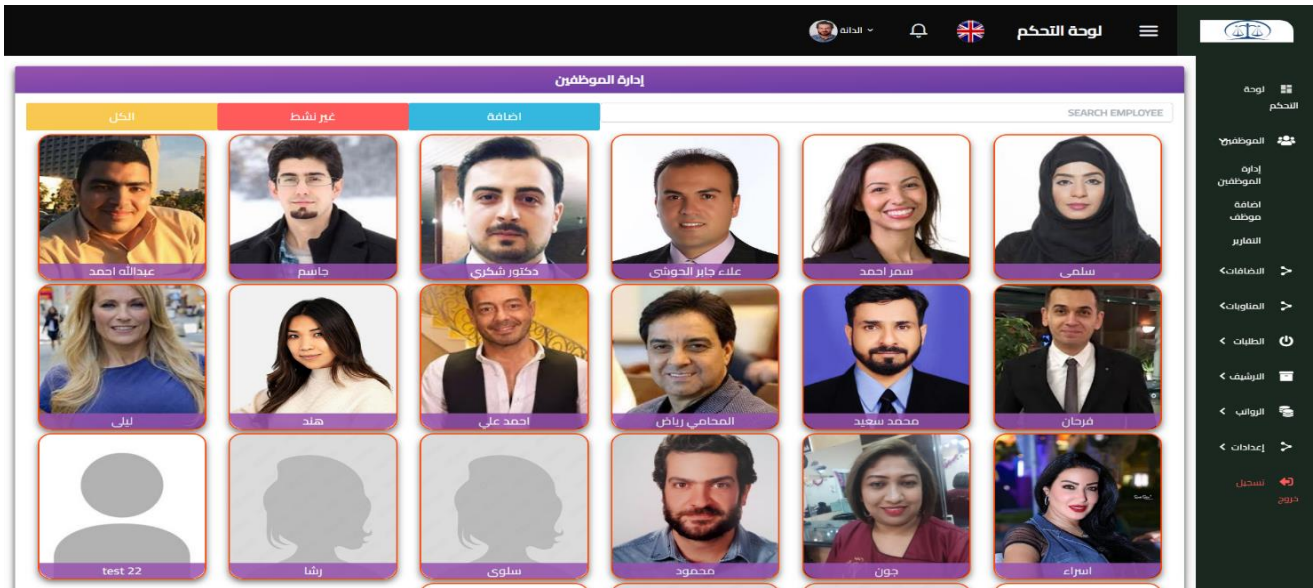 لوحة التحكم
الدانة
لوحة
التحكم
الموظفين
إدارة
الموظفين
اضافة
موظف
التقارير
الاضافات
المناوبات
الطلبات
الارشيف
الرواتب
إعدادات
تسجيل
خروج
إدارة الموظفين
SEARCH EMPLOYEE
اضافة
غير نشط
الكل
سلمى
سمر احمد
علاء جابر الحوشي
دكتور شكري
جاسم
عبدالله احمد
فرحان
محمد سعيد
المحامي رياض
احمد علي
هند
ليلى
اسراء
جون
محمود
سلوى
رشا
test 22